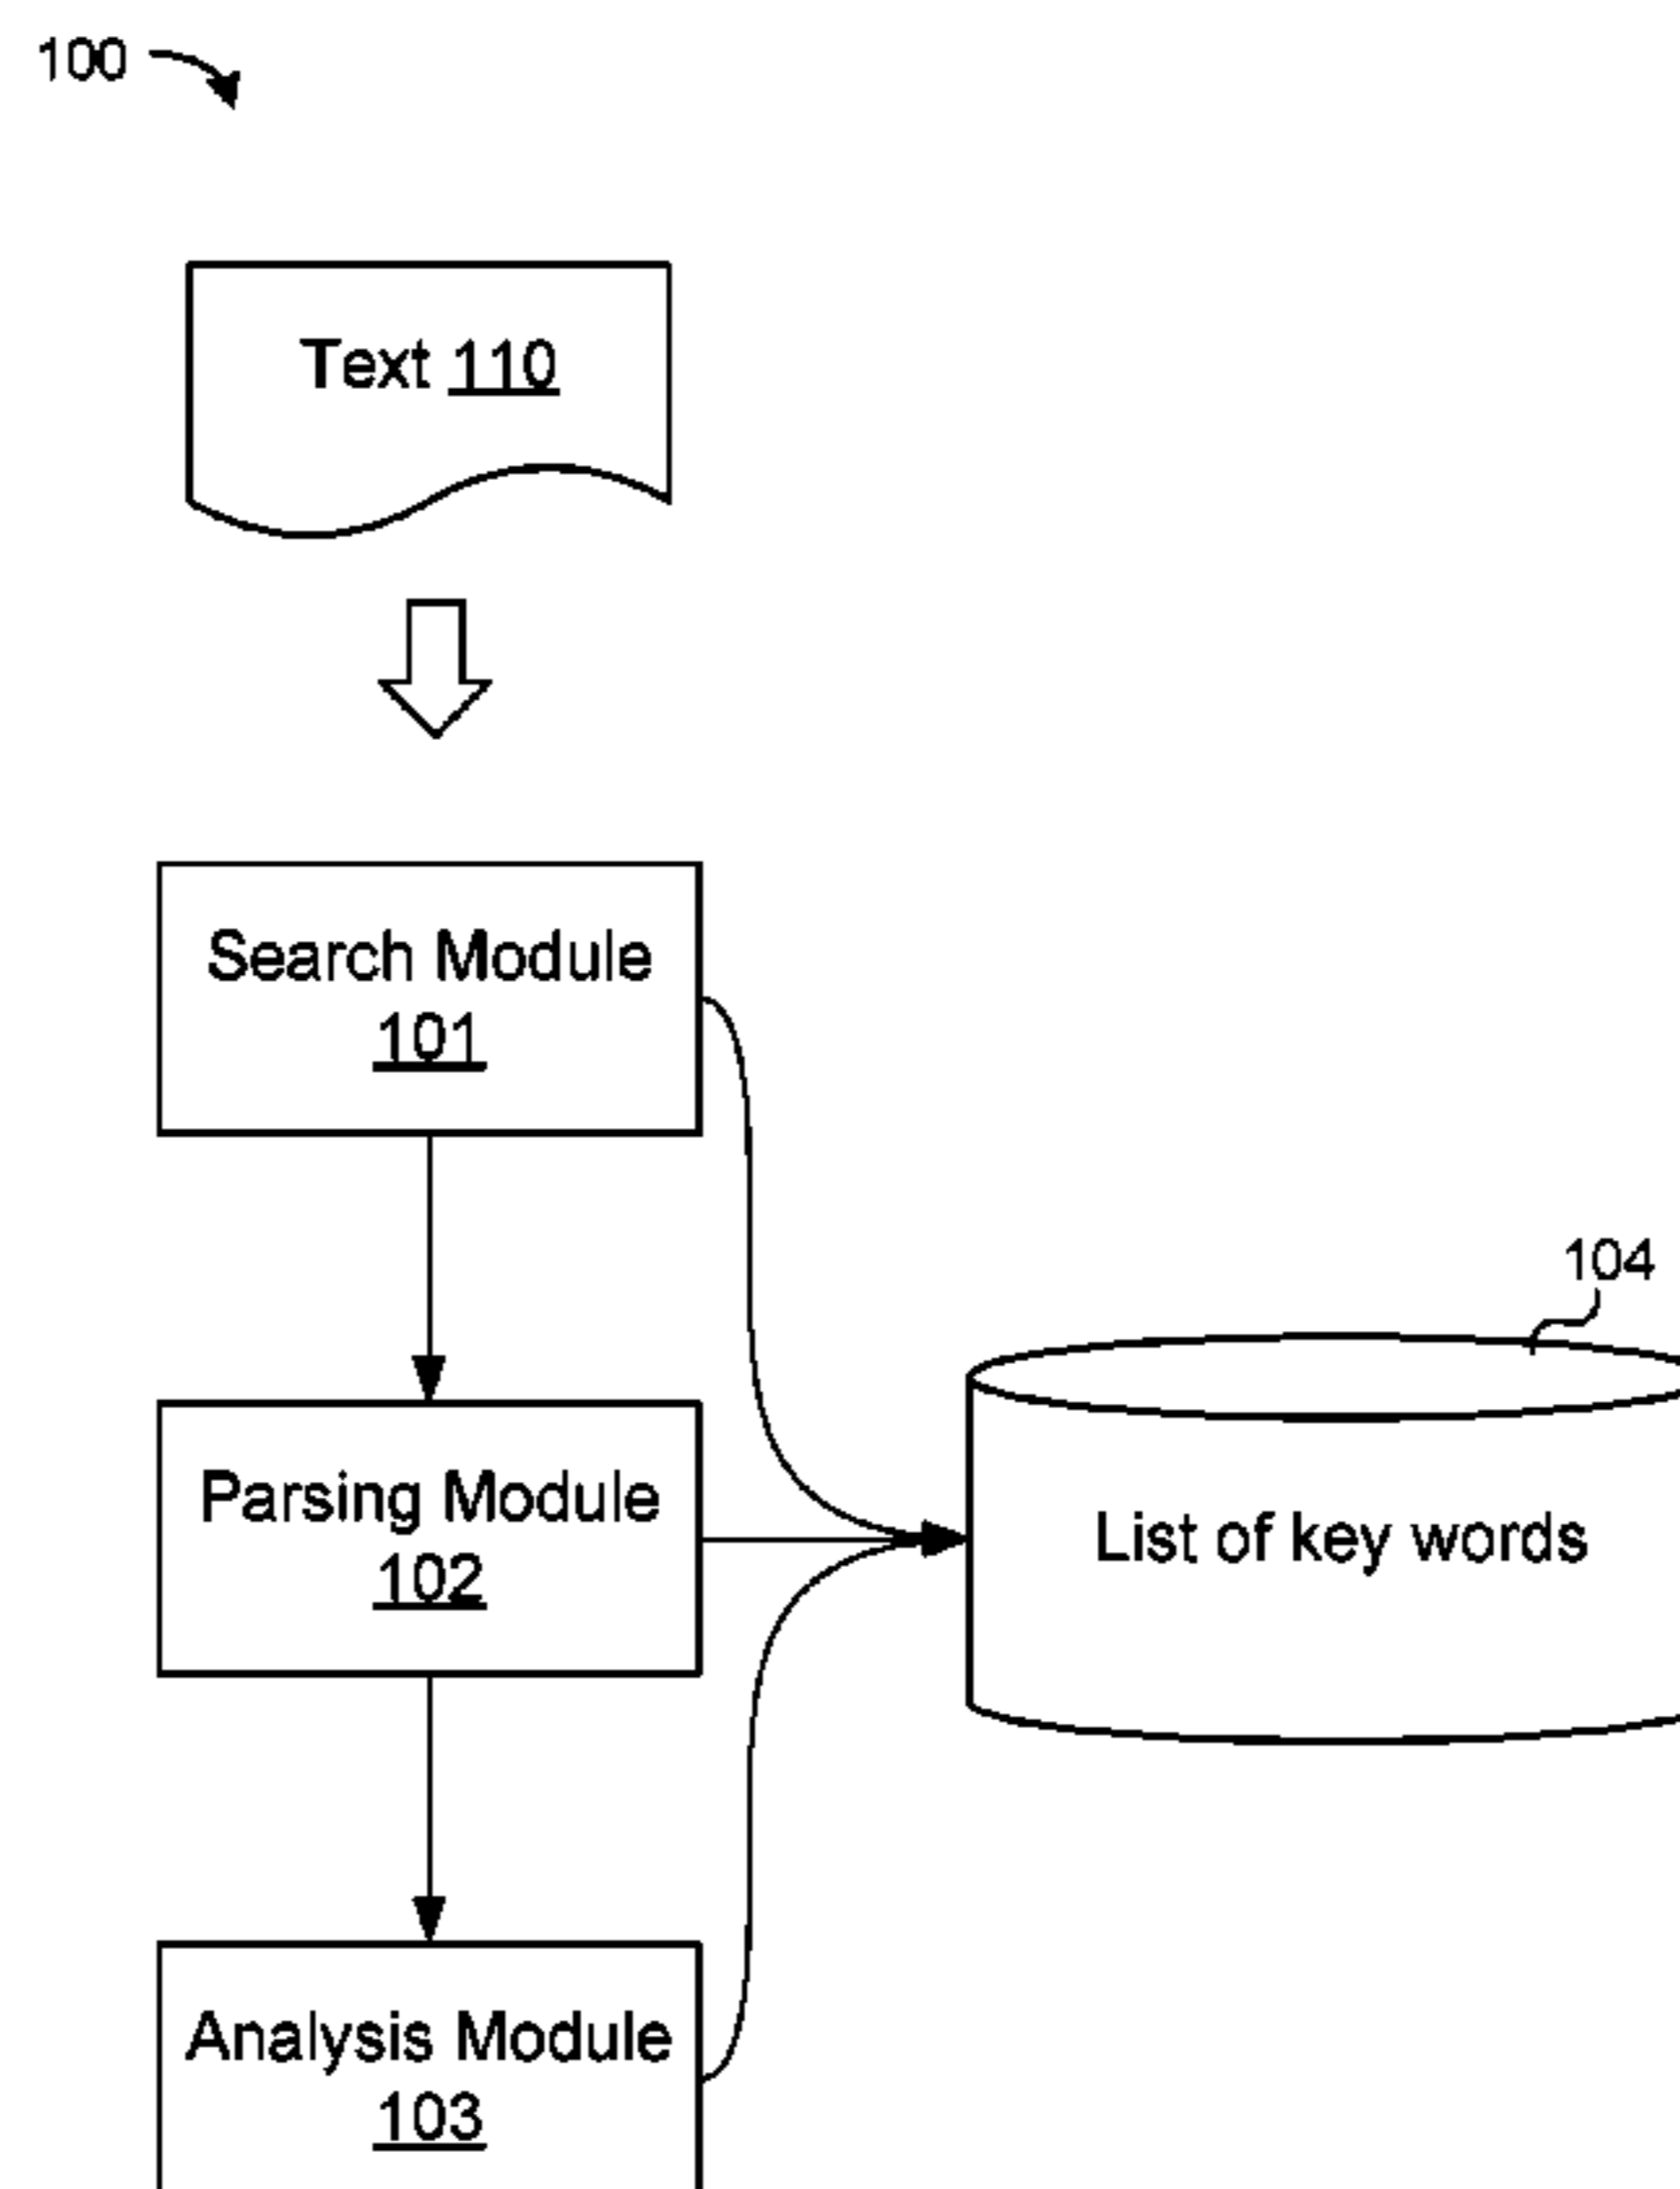 100
Text 110
Search Module
101
104
Parsing Module
102
List of key words
Analysis Module
103